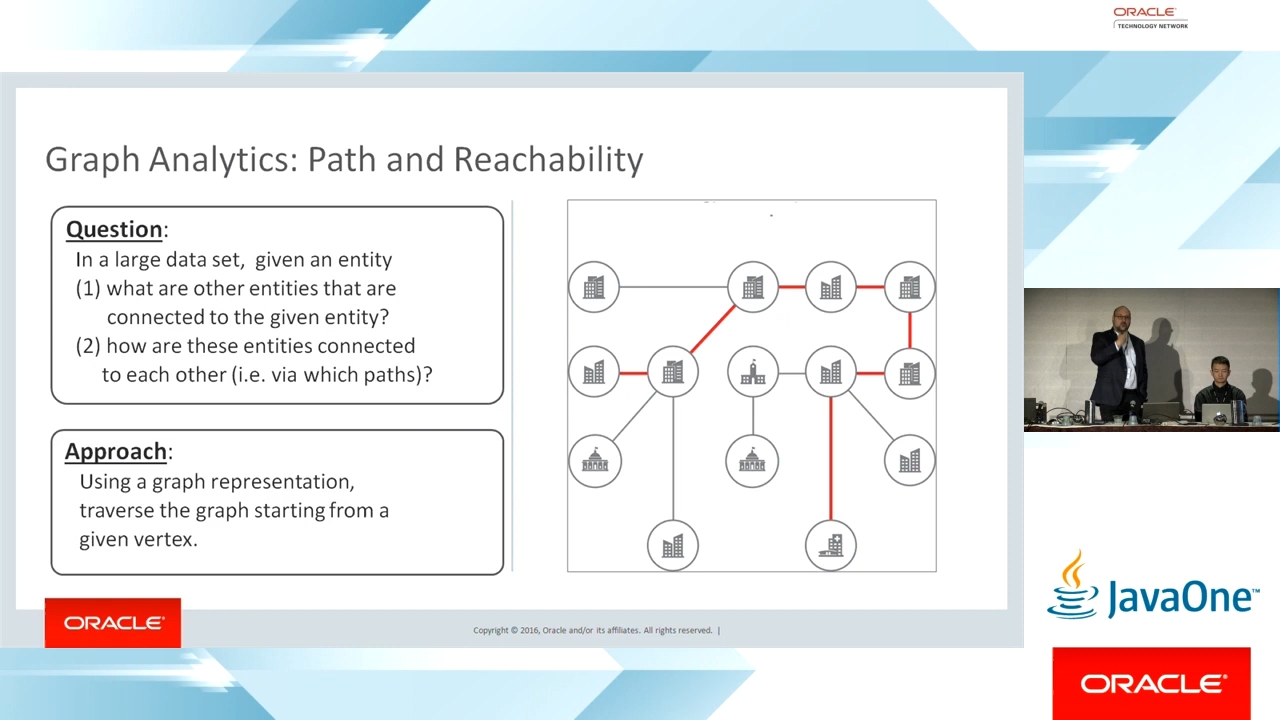 ORACLE
TECHNOLOGY NETWORK
Graph Analytics: Path and Reachability
Question:
In a large data set, given an entity
(1) what are other entities that are
connected to the given entity?
(2) how are these entities connected
to each other (i.e. via which paths)?
Approach:
Using a graph representation,
traverse the graph starting from a
given vertex.
ORACLE
Copyright © 2016, Oracle and/or its affiliates. All rights reserved. |
JavaOne™
ORACLE